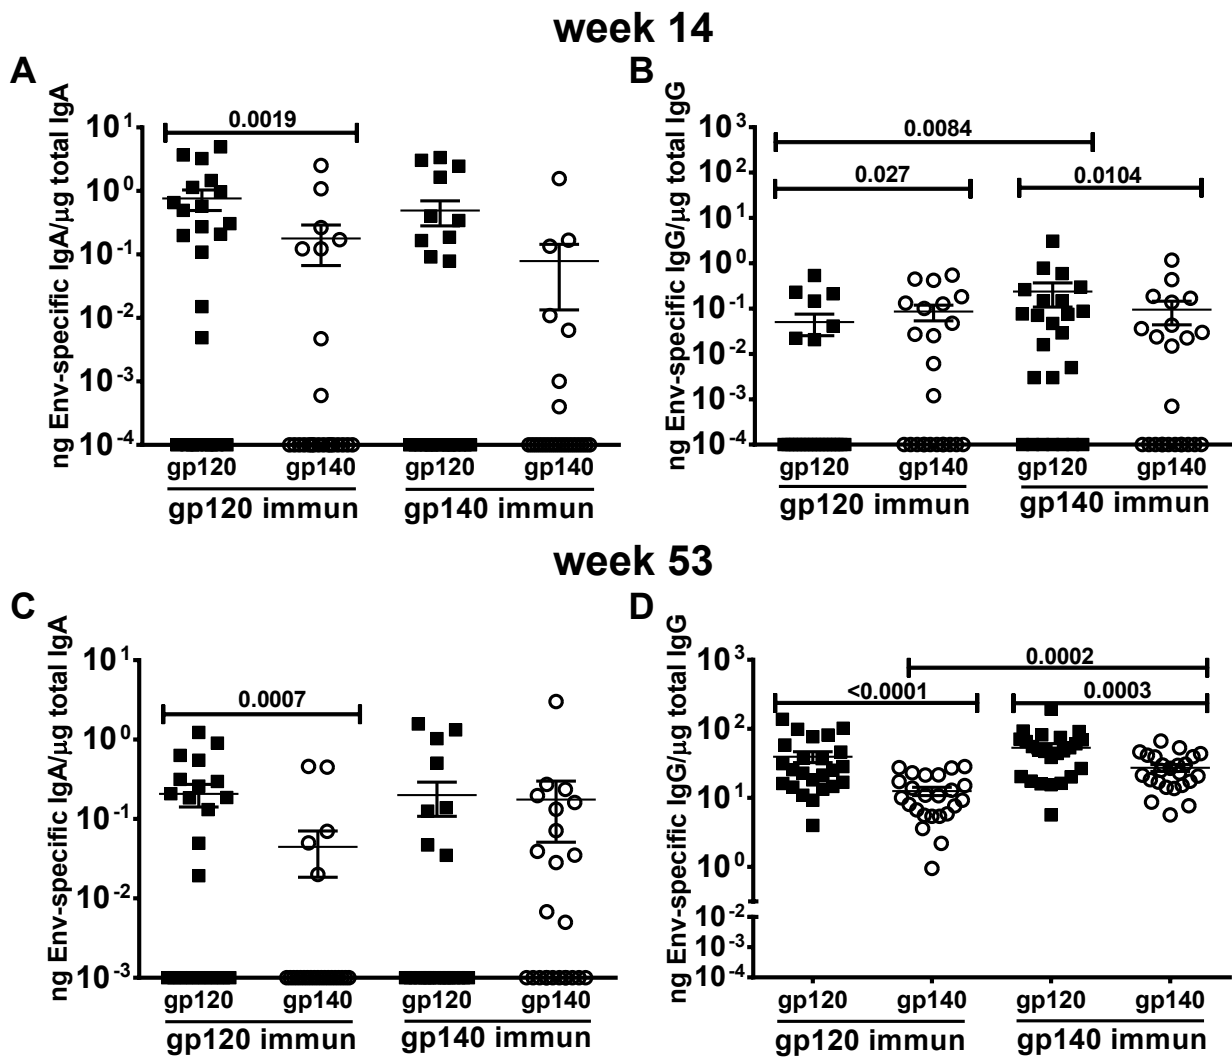 week 14
A
ng Env-specific IgA/μg total IgA
10¹
10⁰
10⁻¹
10⁻²
10⁻³
10⁻⁴
0.0019
gp120 gp140 gp120 gp140
gp120 immun gp140 immun
B
ng Env-specific IgG/μg total IgG
10³
10²
10¹
10⁰
10⁻¹
10⁻²
10⁻³
10⁻⁴
0.0084
0.027 0.0104
gp120 gp140 gp120 gp140
gp120 immun gp140 immun
week 53
C
ng Env-specific IgA/μg total IgA
10¹
10⁰
10⁻¹
10⁻²
10⁻³
0.0007
gp120 gp140 gp120 gp140
gp120 immun gp140 immun
D
ng Env-specific IgG/μg total IgG
10³
10²
10¹
10⁰
10⁻²
10⁻³
10⁻⁴
0.0002
<0.0001 0.0003
gp120 gp140 gp120 gp140
gp120 immun gp140 immun